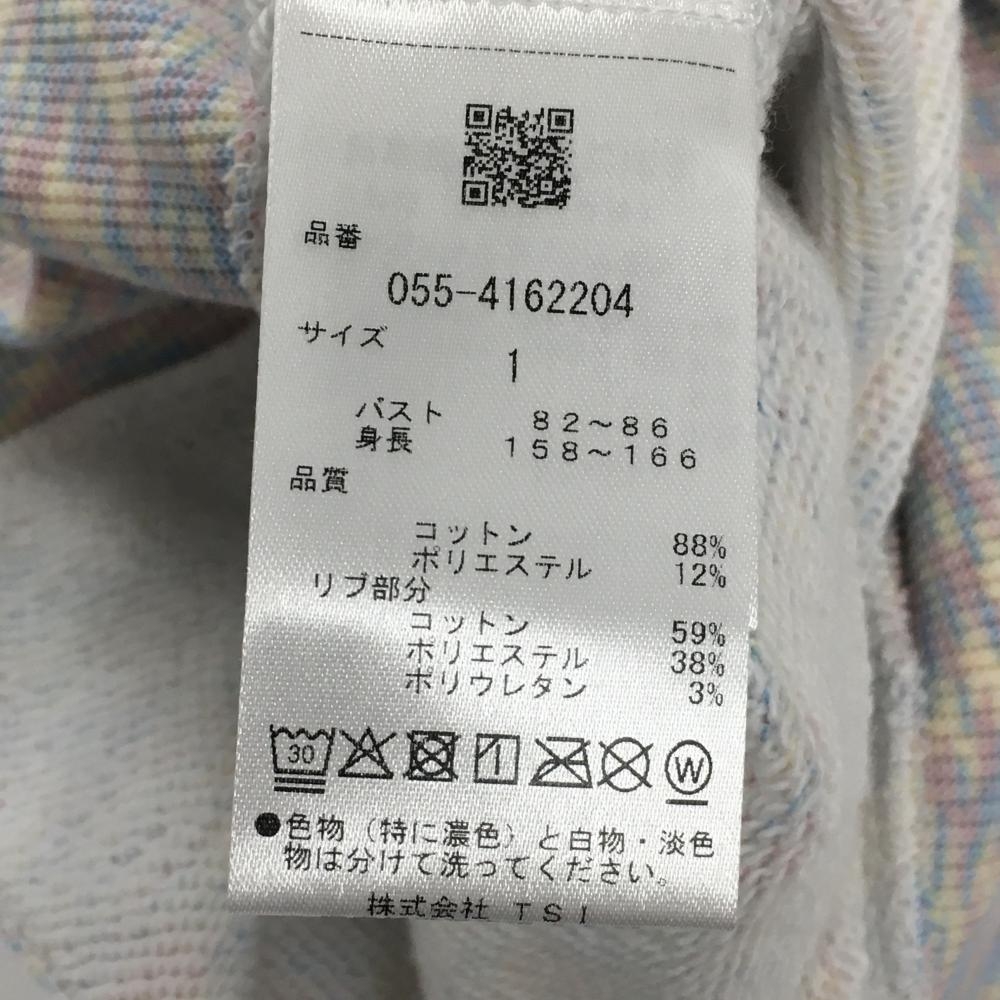 品番
055-4162204
サイズ
1
バスト 82～86
身長 158～166
品質
コットン 88%
ポリエステル 12%
リブ部分
コットン 59%
ポリエステル 38%
ポリウレタン 3%
30 W
●色物（特に濃色）と白物・淡色
物は分けて洗ってください。
株式会社 TSI